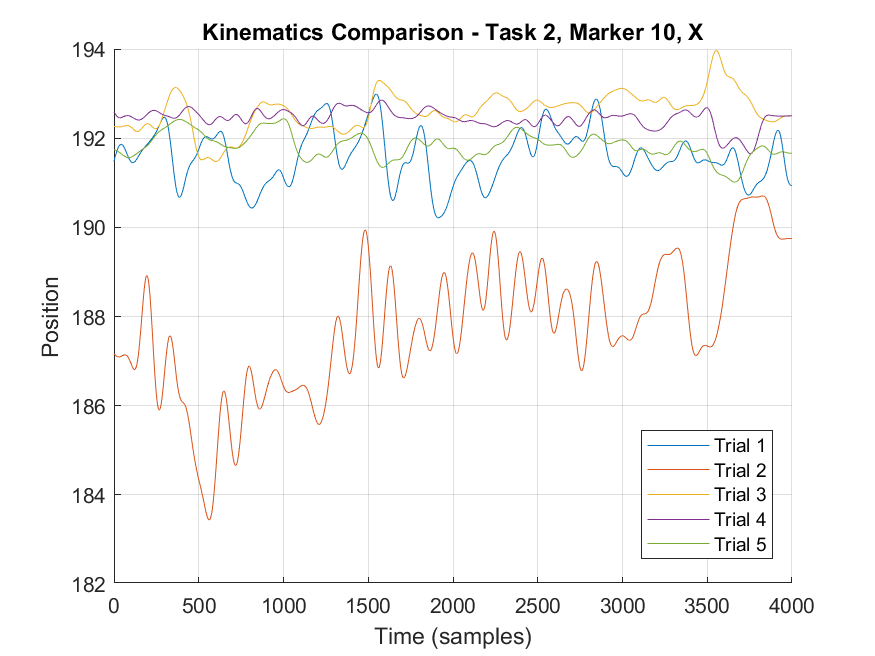 Kinematics Comparison - Task 2, Marker 10, X
194
192
190
188
186
184
182
Position
0 500 1000 1500 2000 2500 3000 3500 4000
Time (samples)
Trial 1
Trial 2
Trial 3
Trial 4
Trial 5